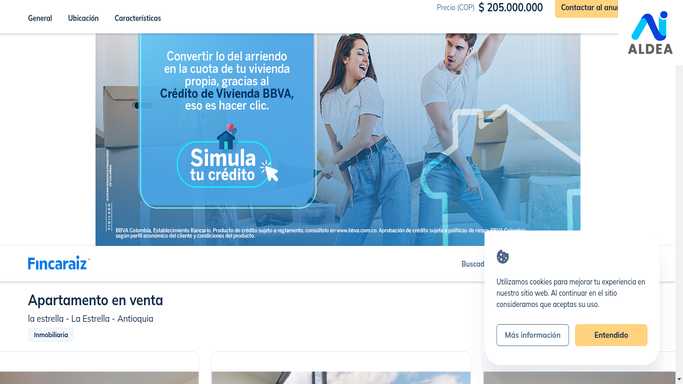 General Ubicación Características
Precio (COP) $ 205.000.000
Contactar al anu
ALDEA
Convertir lo del arriendo
en la cuota de tu vivienda
propia, gracias al
Crédito de Vivienda BBVA,
eso es hacer clic.
Simula
tu crédito
BBVA Colombia, Establecimiento Bancario. Producto de crédito sujeto a reglamento, consúltelo en www.bbva.com.co. Aprobación de crédito sujeta a políticas de riesgo BBVA Colombia
según perfil económico del cliente y condiciones del producto.
Fincaraiz
Buscad
Apartamento en venta
la estrella - La Estrella - Antioquia
Inmobiliaria
Utilizamos cookies para mejorar tu experiencia en
nuestro sitio web. Al continuar en el sitio
consideramos que aceptas su uso.
Más información Entendido